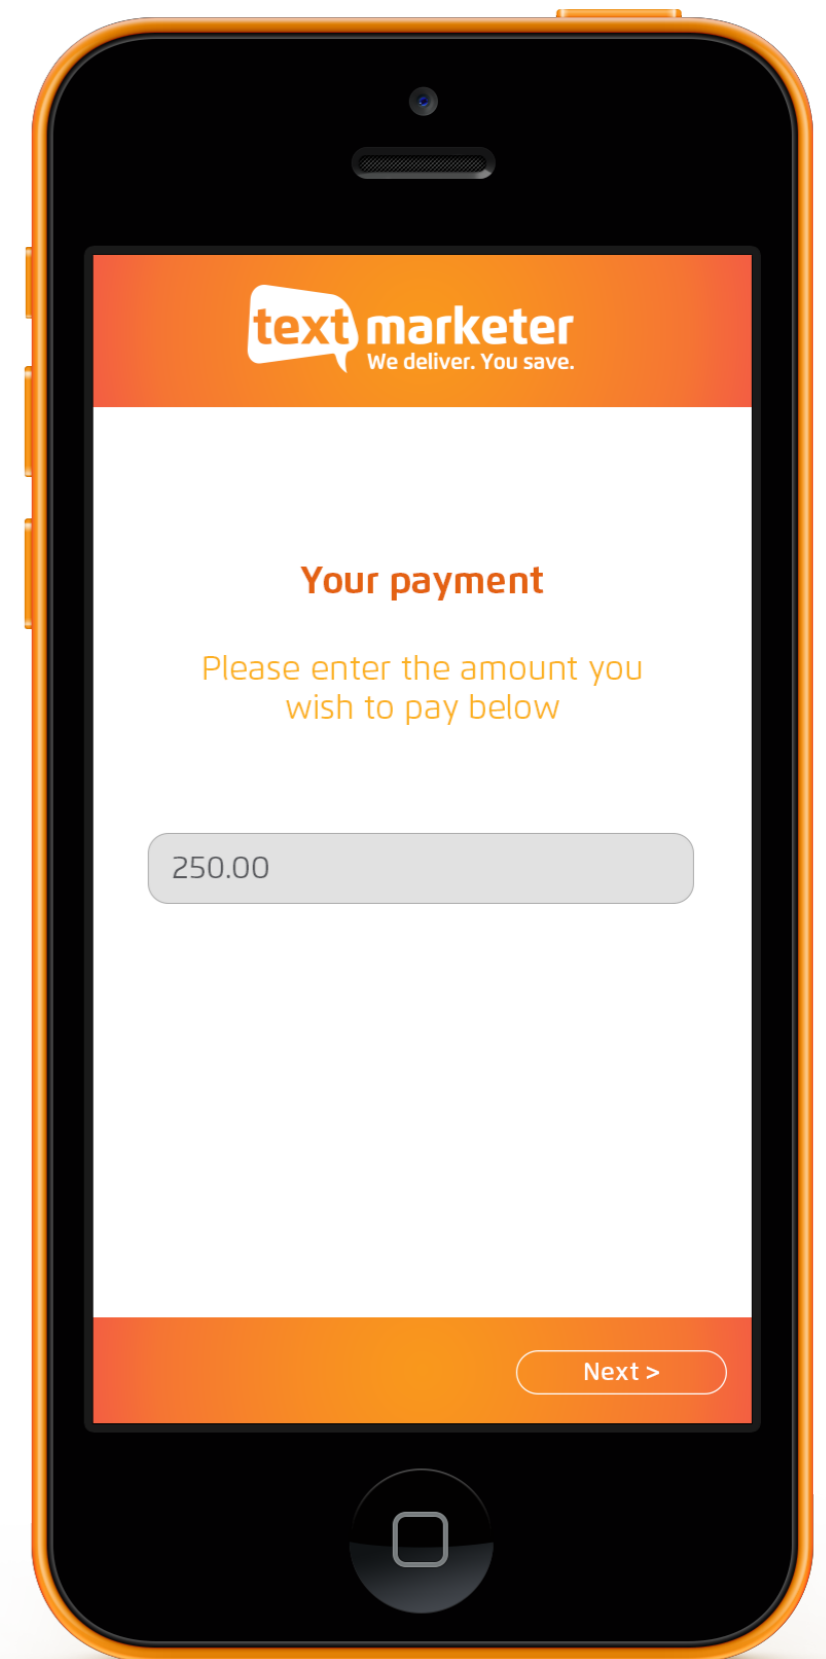 text marketer
We deliver. You save.
Your payment
Please enter the amount you
wish to pay below
250.00
Next >